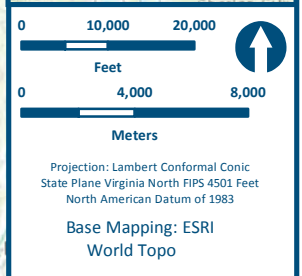 0 10,000 20,000
Feet
0 4,000 8,000
Meters
Projection: Lambert Conformal Conic
State Plane Virginia North FIPS 4501 Feet
North American Datum of 1983
Base Mapping: ESRI
World Topo